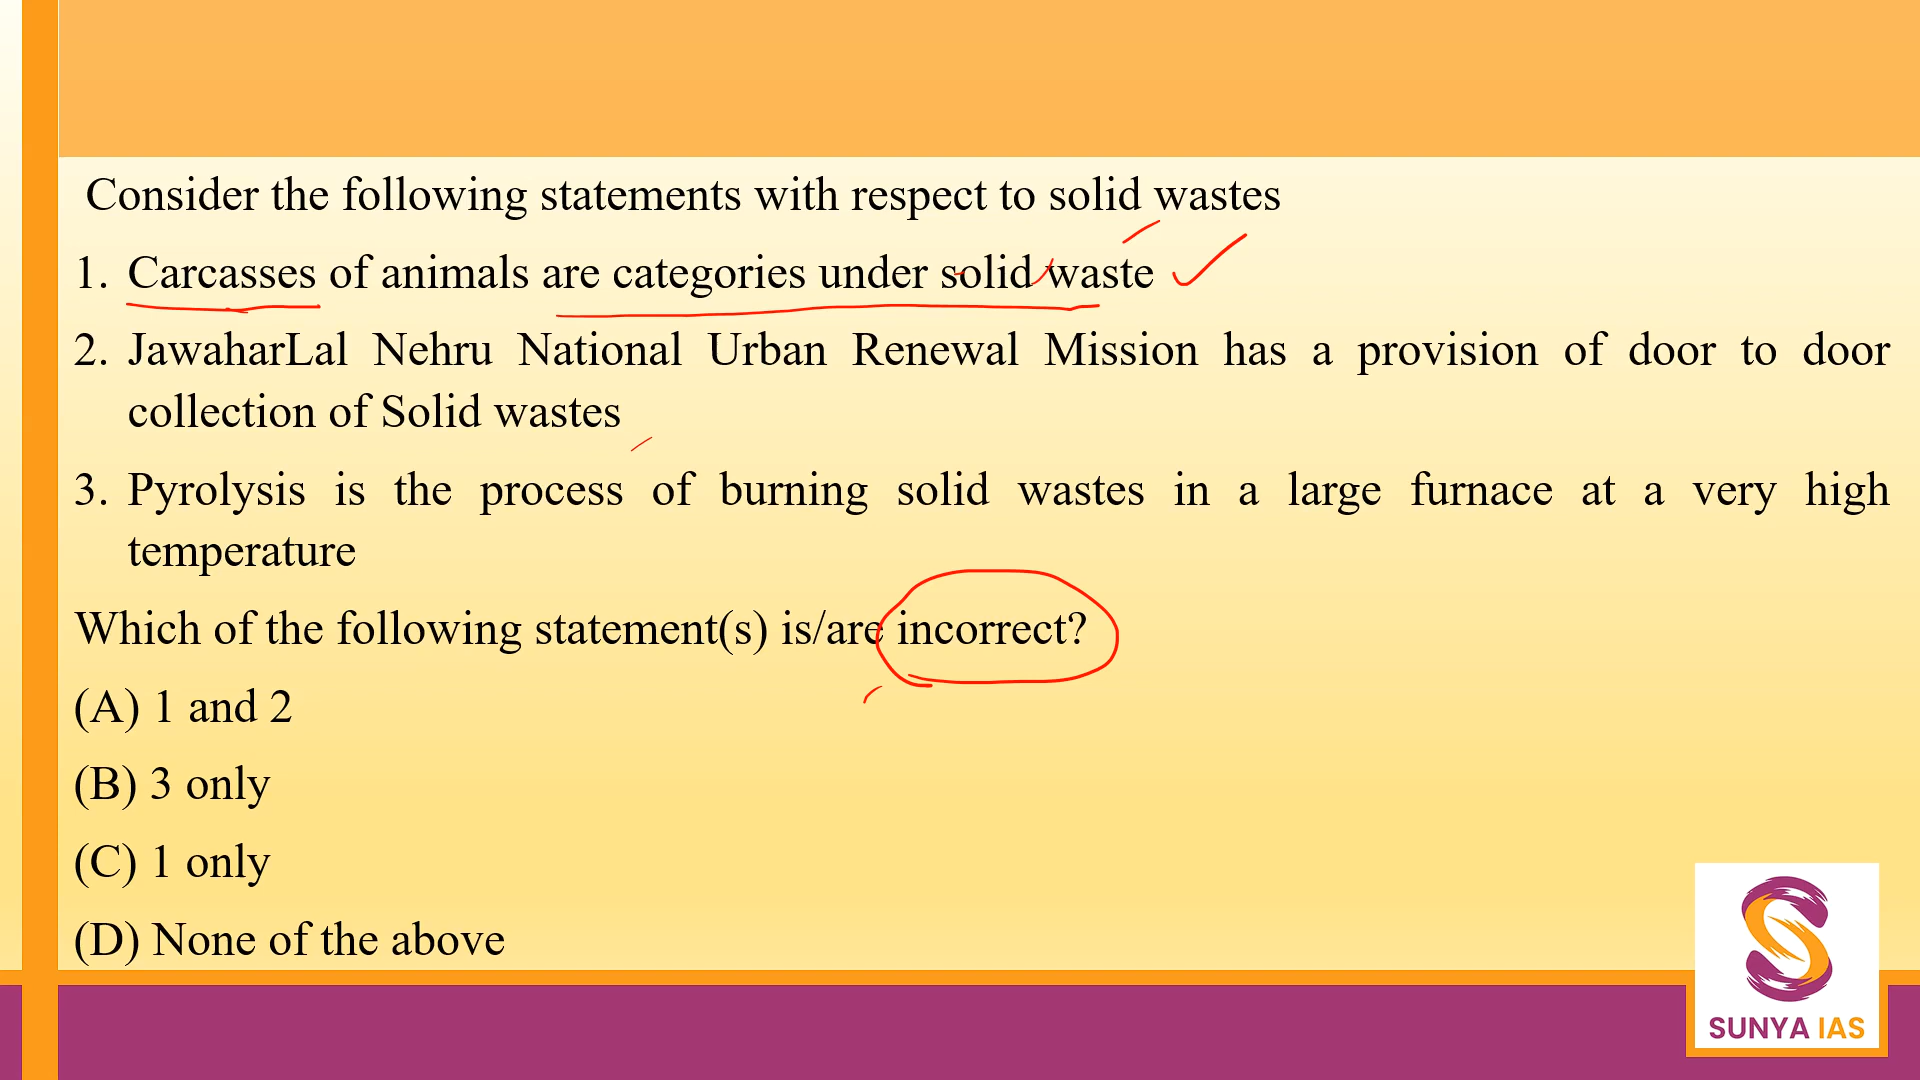 Consider the following statements with respect to solid wastes
1. Carcasses of animals are categories under solid waste
2. JawaharLal Nehru National Urban Renewal Mission has a provision of door to door
collection of Solid wastes
3. Pyrolysis is the process of burning solid wastes in a large furnace at a very high
temperature
Which of the following statement(s) is/are incorrect?
(A) 1 and 2
(B) 3 only
(C) 1 only
(D) None of the above
SUNYA IAS